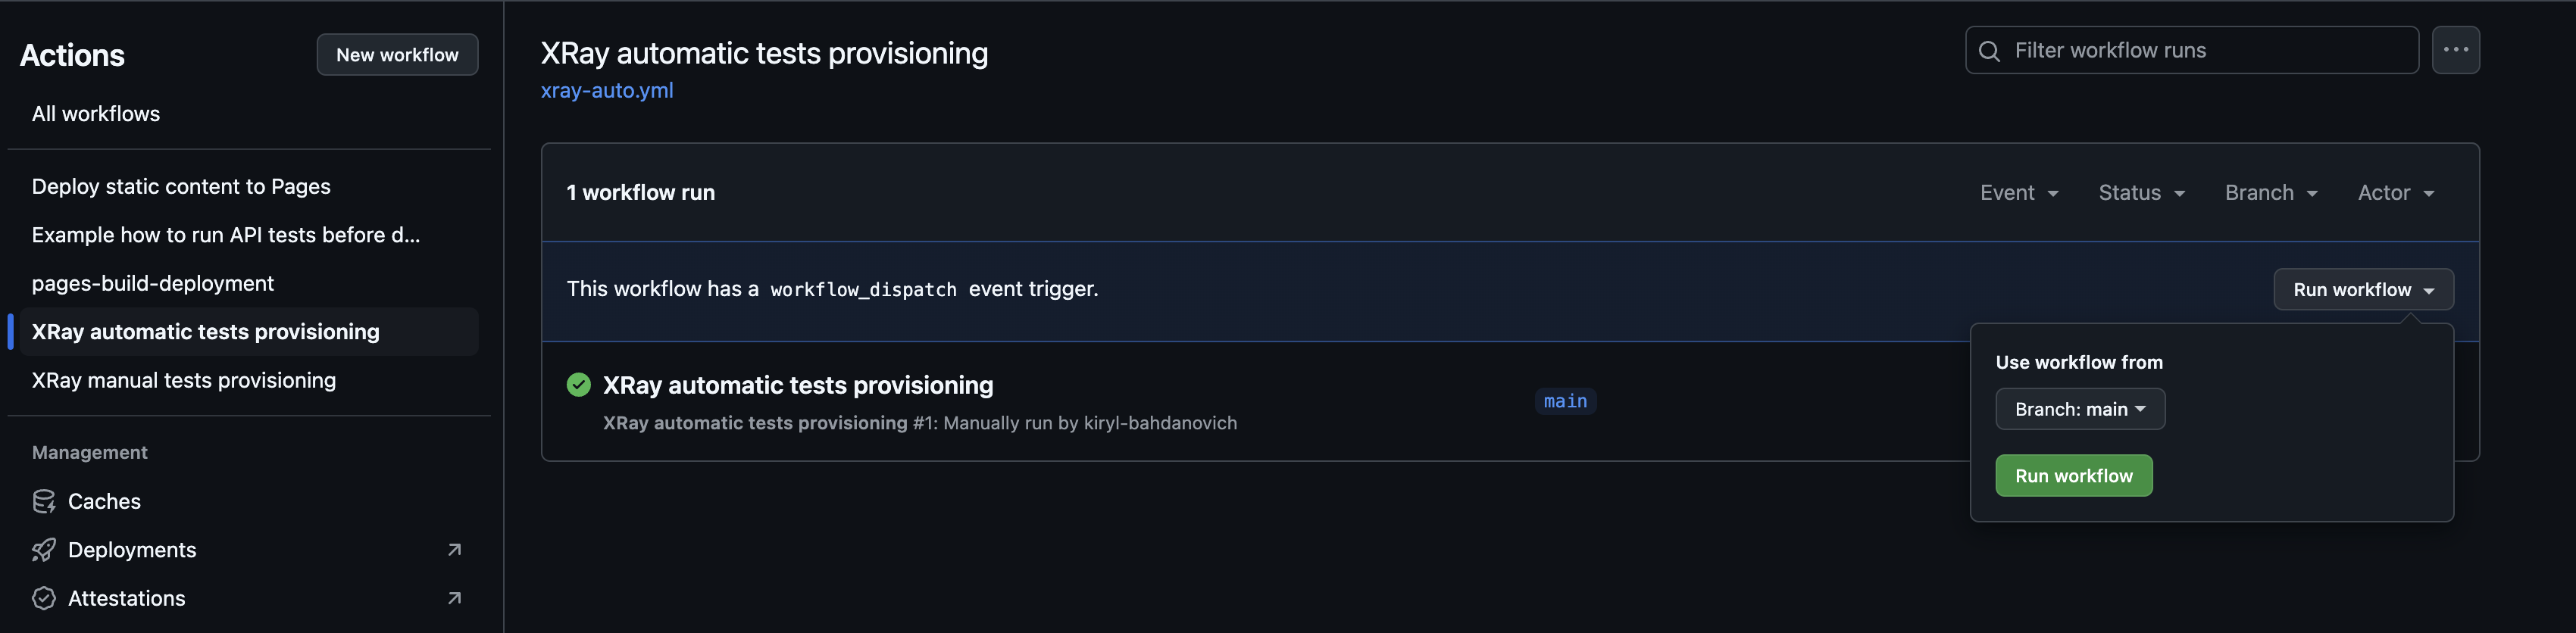 Actions
New workflow
All workflows
Deploy static content to Pages
Example how to run API tests before d...
pages-build-deployment
XRay automatic tests provisioning
XRay manual tests provisioning
Management
Caches
Deployments
Attestations
XRay automatic tests provisioning
xray-auto.yml
Filter workflow runs
1 workflow run
Event
Status
Branch
Actor
This workflow has a workflow_dispatch event trigger.
Run workflow
XRay automatic tests provisioning
XRay automatic tests provisioning #1: Manually run by kiryl-bahdanovich
main
Use workflow from
Branch: main
Run workflow